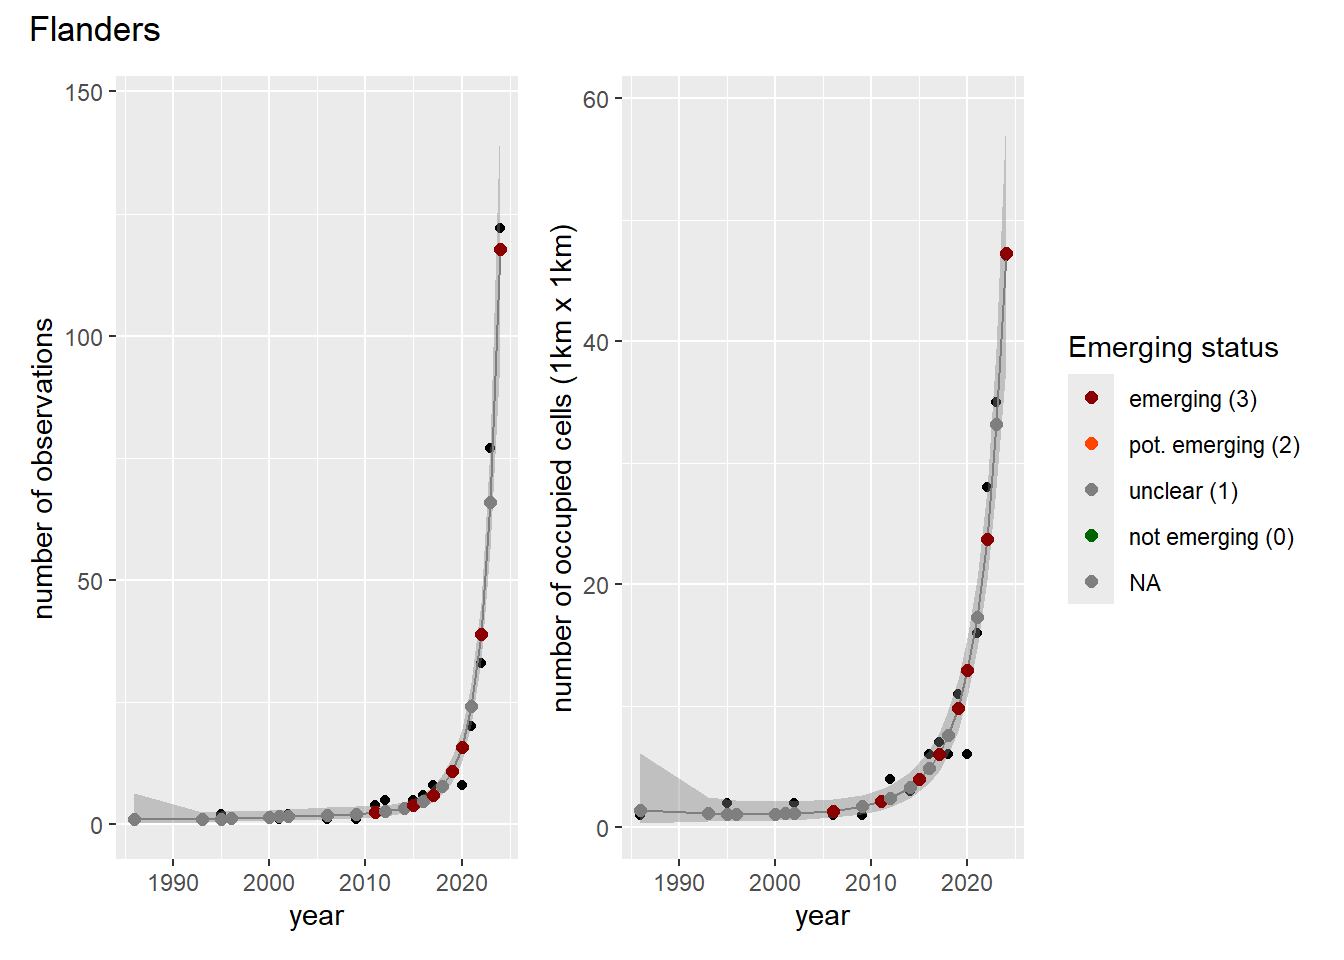 Flanders
number of observations
150
100
50
0
1990 2000 2010 2020
year
number of occupied cells (1km x 1km)
60
40
20
0
1990 2000 2010 2020
year
Emerging status
emerging (3)
pot. emerging (2)
unclear (1)
not emerging (0)
NA